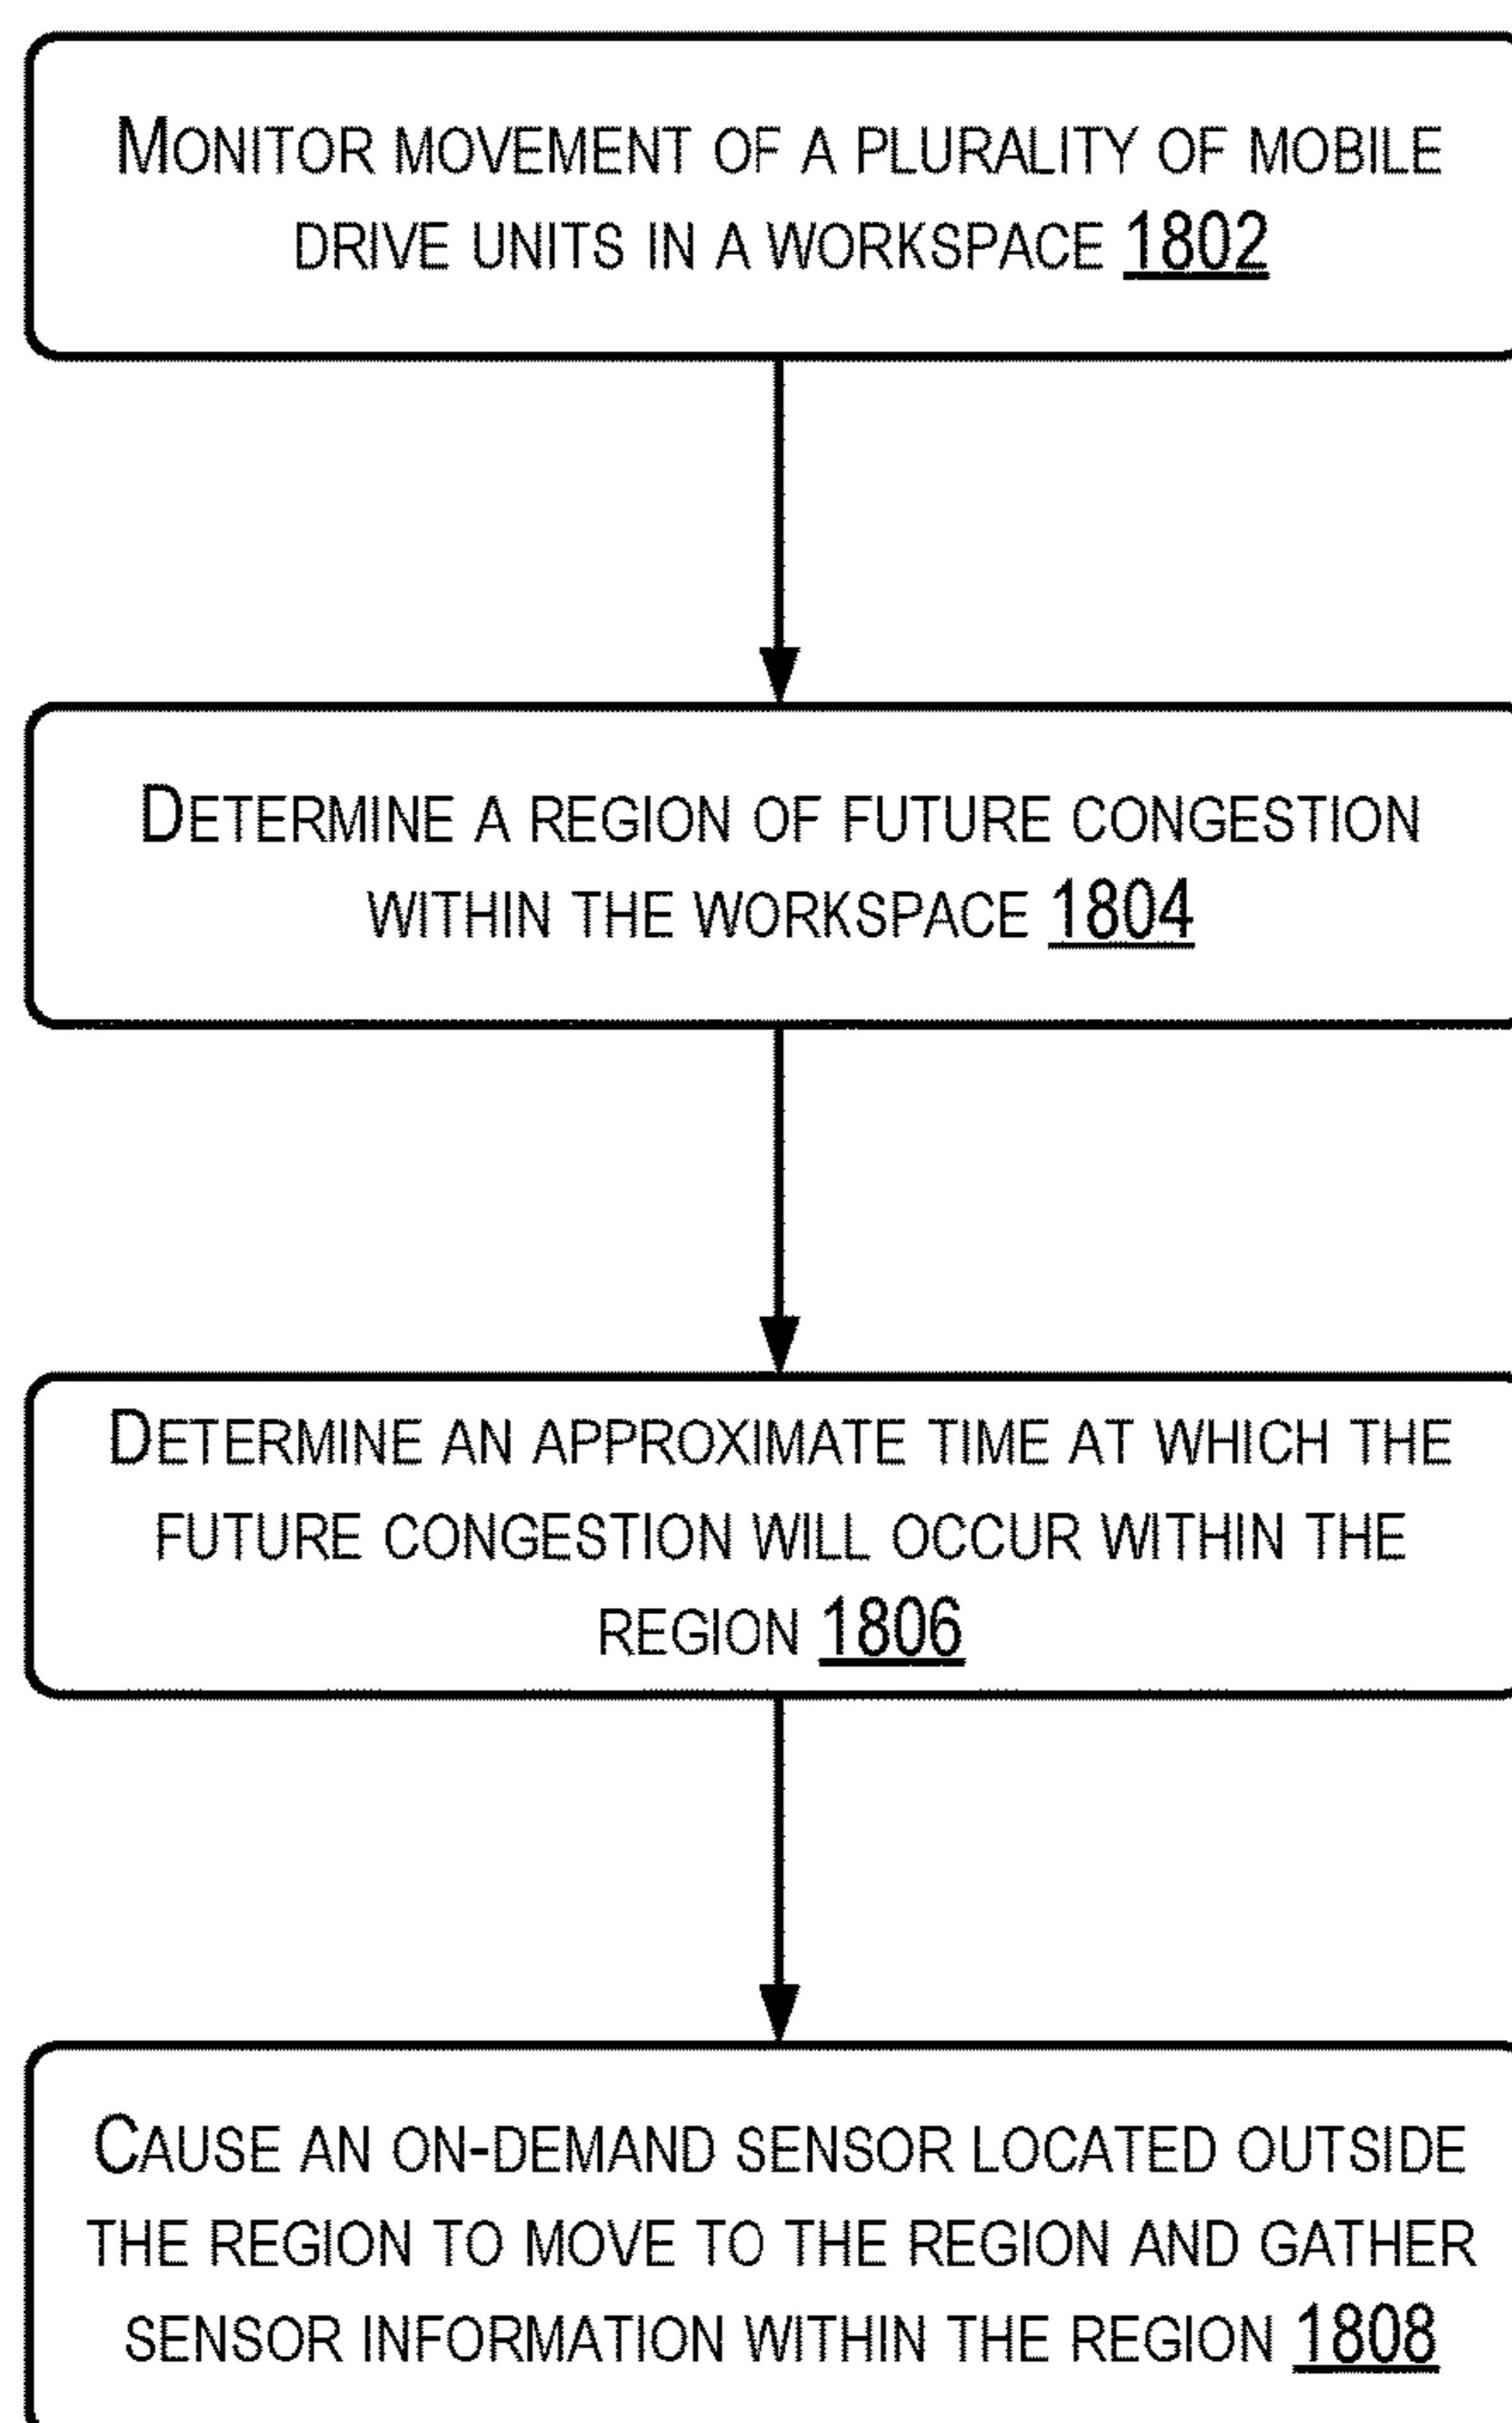 MONITOR MOVEMENT OF A PLURALITY OF MOBILE
DRIVE UNITS IN A WORKSPACE 1802
DETERMINE A REGION OF FUTURE CONGESTION
WITHIN THE WORKSPACE 1804
DETERMINE AN APPROXIMATE TIME AT WHICH THE
FUTURE CONGESTION WILL OCCUR WITHIN THE
REGION 1806
CAUSE AN ON-DEMAND SENSOR LOCATED OUTSIDE
THE REGION TO MOVE TO THE REGION AND GATHER
SENSOR INFORMATION WITHIN THE REGION 1808